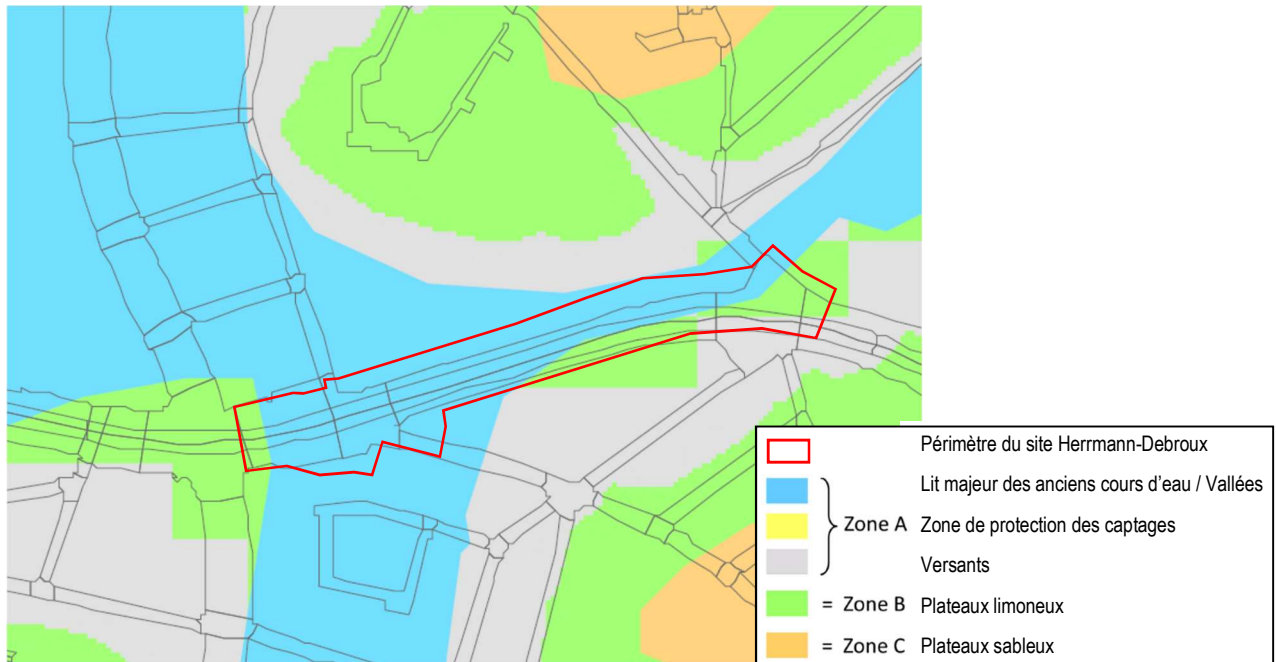 Périmètre du site Herrmann-Debroux
Lit majeur des anciens cours d'eau / Vallées
Zone A Zone de protection des captages
Versants
= Zone B Plateaux limoneux
= Zone C Plateaux sableux